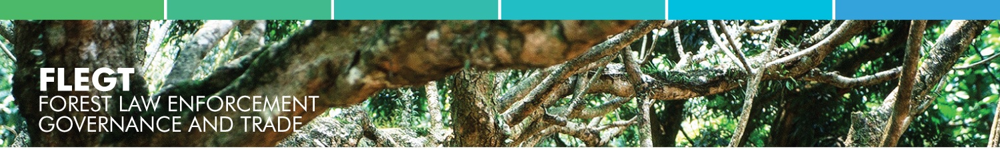 FLEGT
FOREST LAW ENFORCEMENT
GOVERNANCE AND TRADE